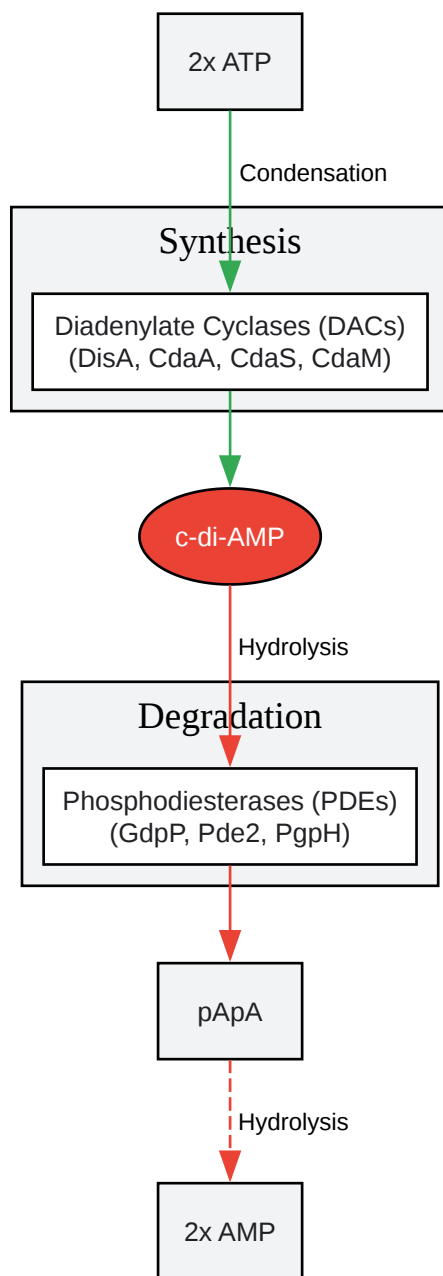 2x ATP
Condensation
Synthesis
Diadenylate Cyclases (DACs)
(DisA, CdaA, CdaS, CdaM)
c-di-AMP
Hydrolysis
Degradation
Phosphodiesterases (PDEs)
(GdpP, Pde2, PgpH)
pApA
Hydrolysis
2x AMP